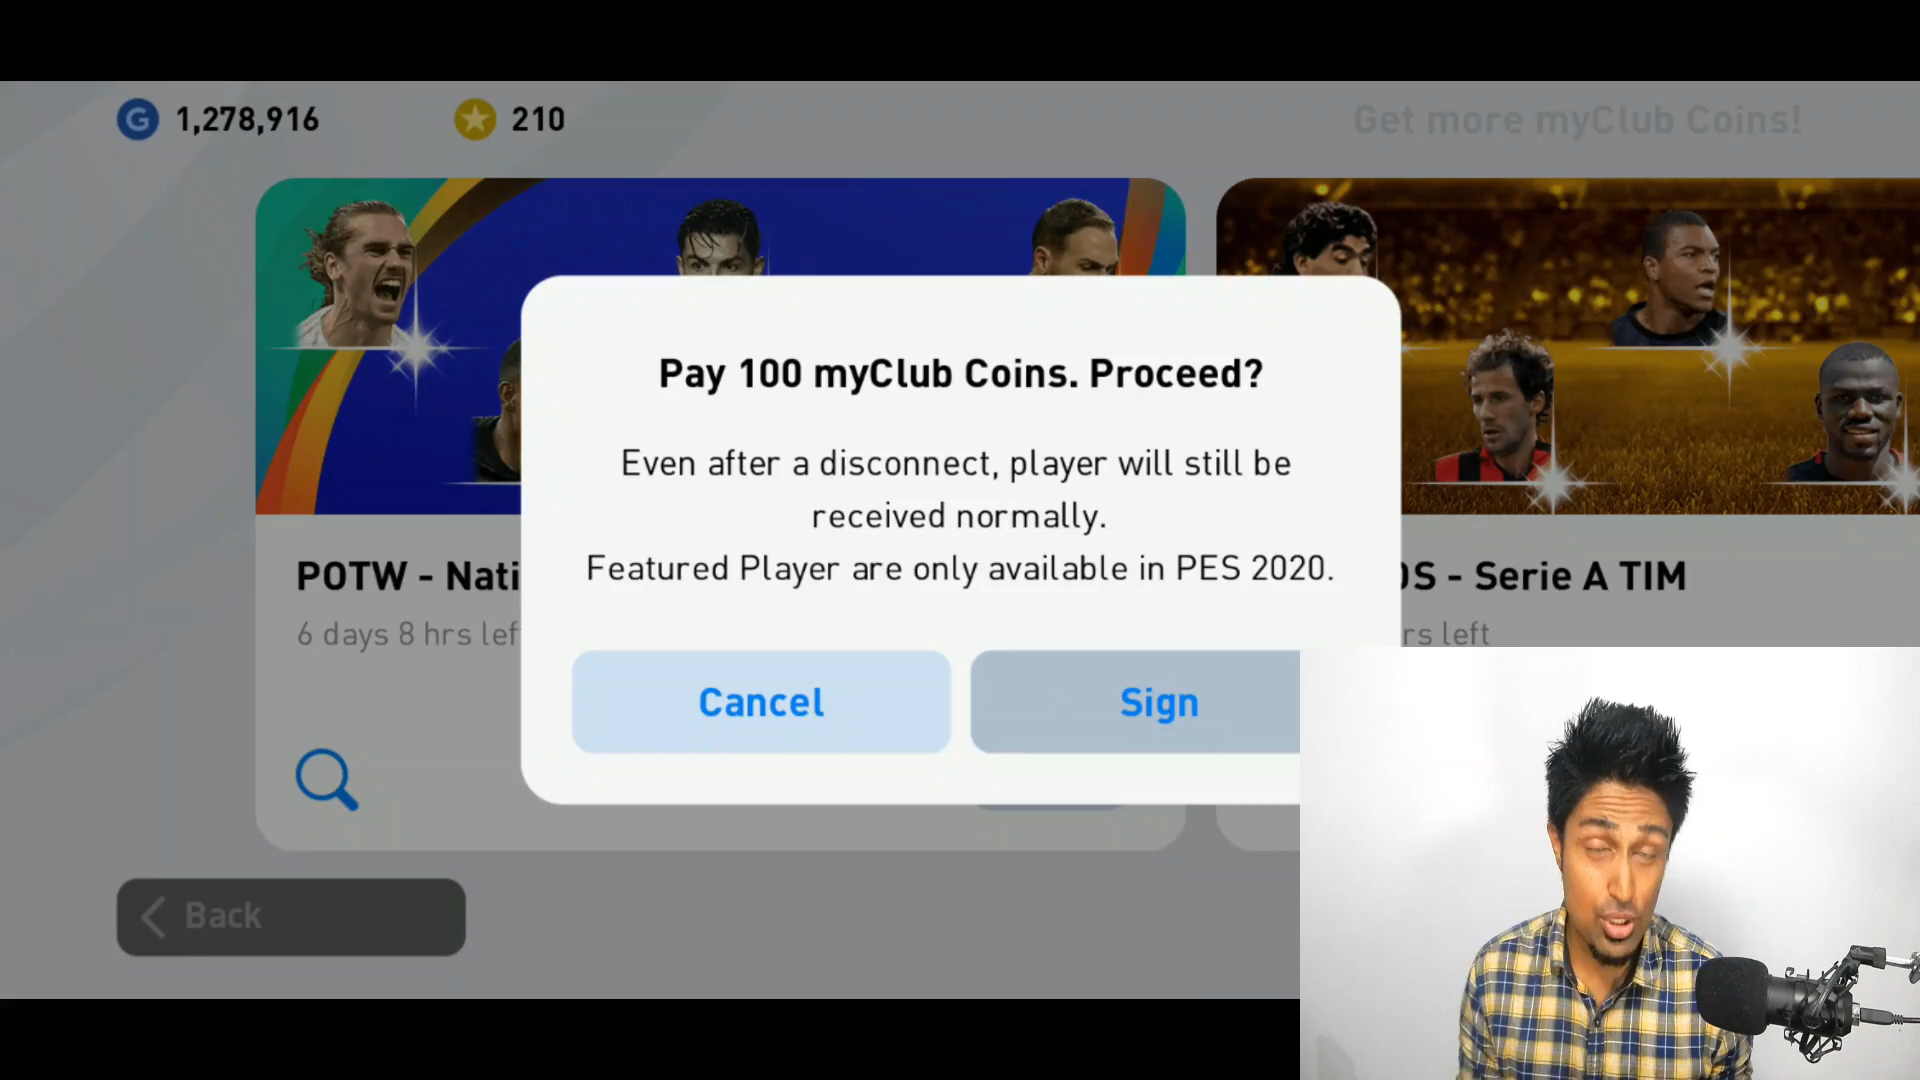 G 1,278,916
210
Get more myClub Coins!
Pay 100 myClub Coins. Proceed?
Even after a disconnect, player will still be
received normally.
Featured Player are only available in PES 2020.
POTW - Nati
6 days 8 hrs lef
OS - Serie A TIM
rs left
Cancel
Sign
Back